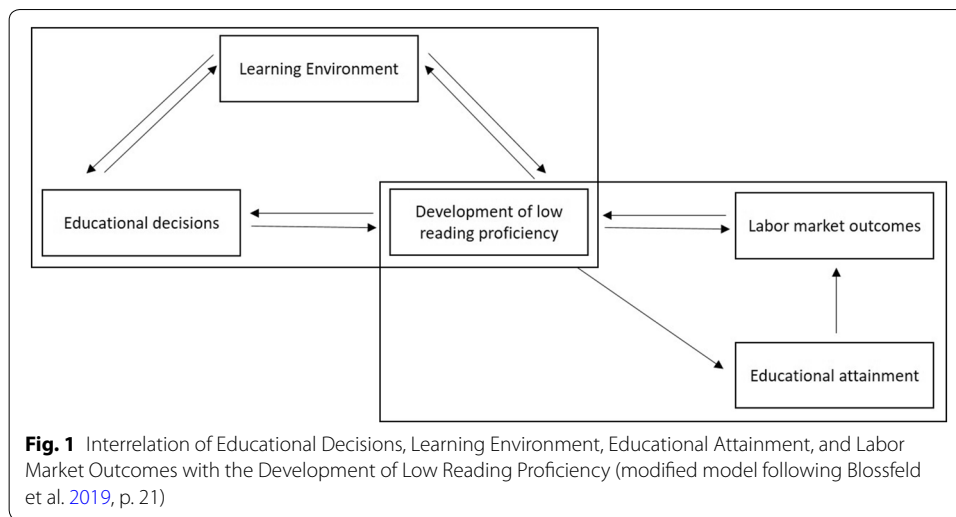 Learning Environment
Educational decisions
Development of low
reading proficiency
Labor market outcomes
Educational attainment
Fig. 1 Interrelation of Educational Decisions, Learning Environment, Educational Attainment, and Labor
Market Outcomes with the Development of Low Reading Proficiency (modified model following Blossfeld
et al. 2019, p. 21)